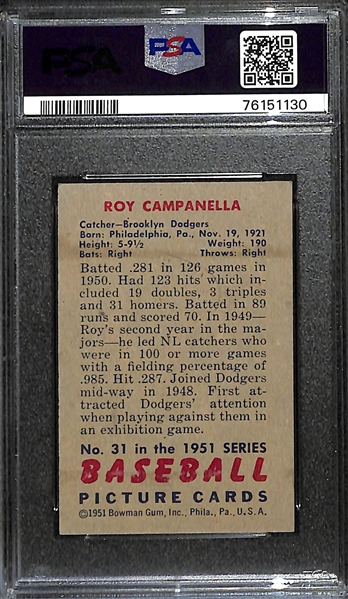 PSA
PSA
76151130
ROY CAMPANELLA
Catcher—Brooklyn Dodgers
Born: Philadelphia, Pa., Nov. 19, 1921
Height: 5-9½ Weight: 190
Bats: Right Throws: Right
Batted .281 in 126 games in
1950. Had 123 hits which in-
cluded 19 doubles, 3 triples
and 31 homers. Batted in 89
runs and scored 70. In 1949—
Roy's second year in the ma-
jors—he led NL catchers who
were in 100 or more games
with a fielding percentage of
.985. Hit .287. Joined Dodgers
mid-way in 1948. First at-
tracted Dodgers' attention
when playing against them in
an exhibition game.
No. 31 in the 1951 SERIES
BASEBALL
PICTURE CARDS
©1951 Bowman Gum, Inc., Phila., Pa., U.S.A.